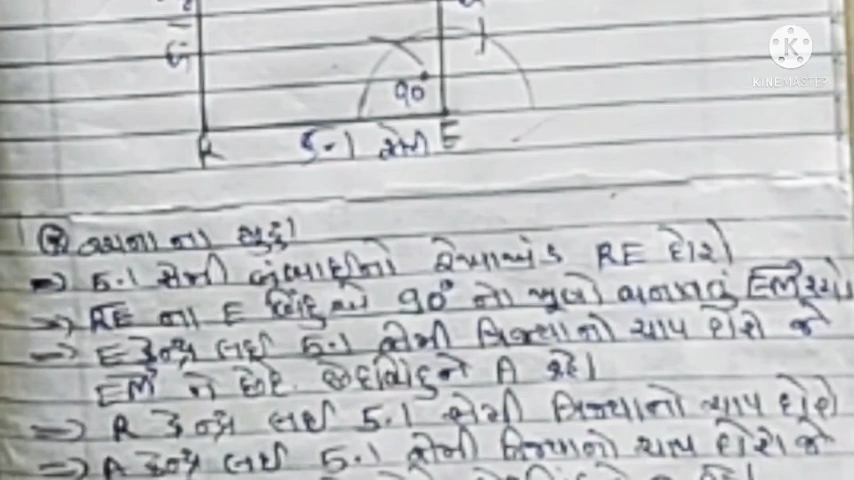 K
KINEMASTER
90°
R
5.1 સેમી E
રચનાના મુદ્દા
→ 5.1 સેમી લંબાઈનો રેખાખંડ RE દોરો
→ RE ના E બિંદુએ 90° નો ખૂણો બનાવતું EM રચો.
→ E કેન્દ્ર લઈ 5.1 સેમી ત્રિજ્યાનો ચાપ દોરો જે
EM ને છેદે. છેદબિંદુને A કહો.
→ R કેન્દ્ર લઈ 5.1 સેમી ત્રિજ્યાનો ચાપ દોરો
→ A કેન્દ્ર લઈ 5.1 સેમી ત્રિજ્યાનો ચાપ દોરો જે